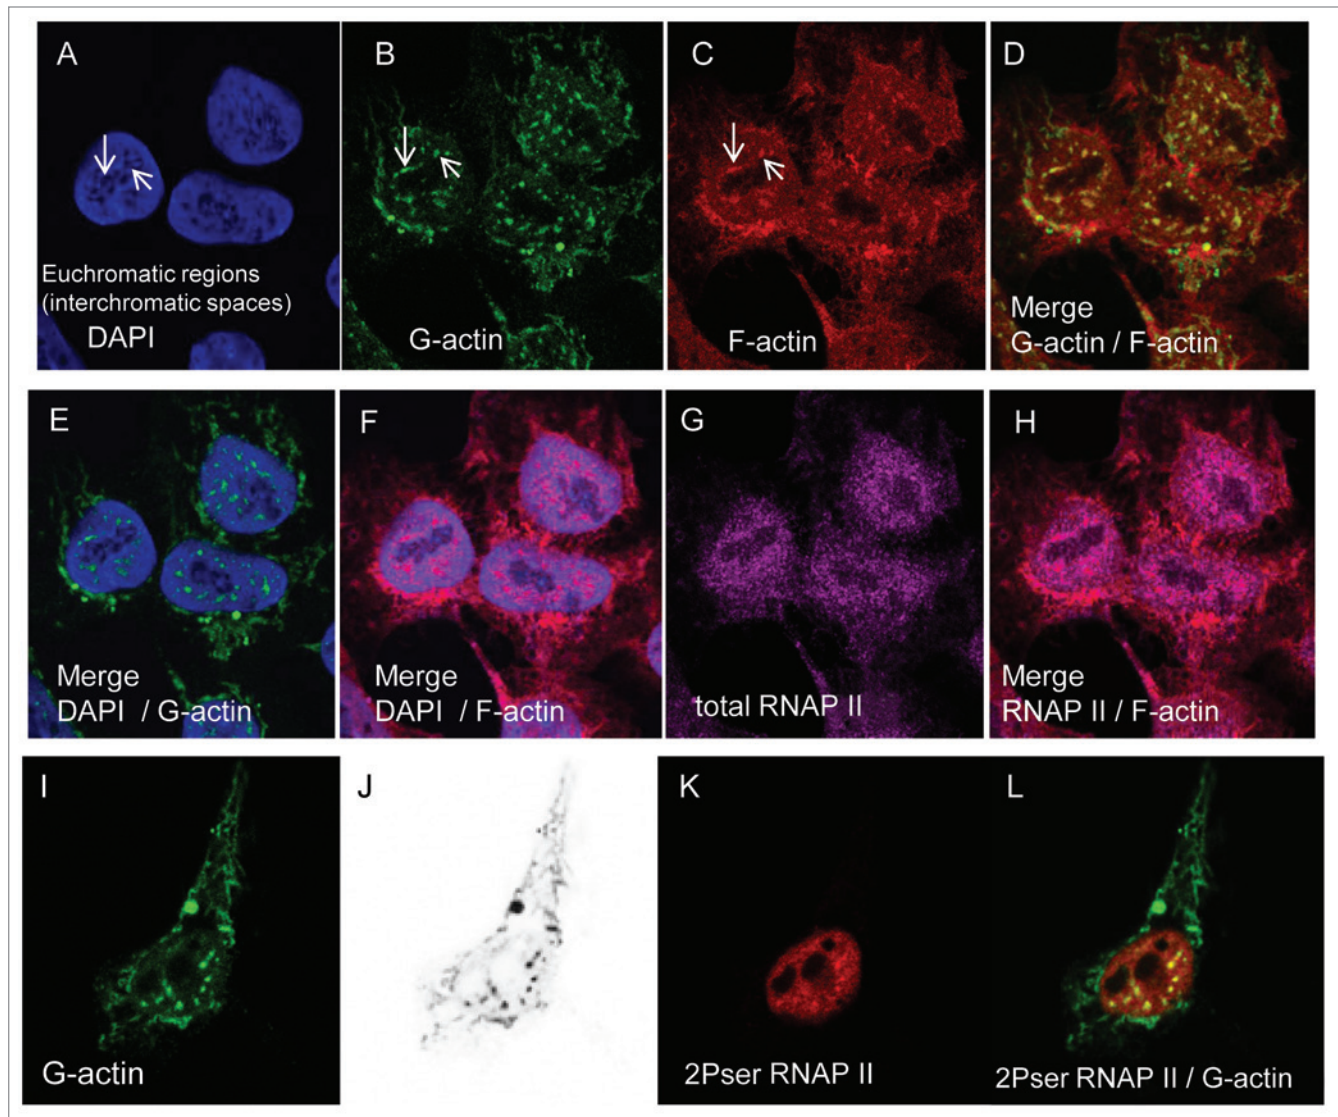 A
B
C
D
Euchromatic regions
(interchromatic spaces)
DAPI
G-actin
F-actin
Merge
G-actin / F-actin
E
F
G
H
Merge
DAPI / G-actin
Merge
DAPI / F-actin
total RNAP II
Merge
RNAP II / F-actin
I
J
K
L
G-actin
2Pser RNAP II
2Pser RNAP II / G-actin